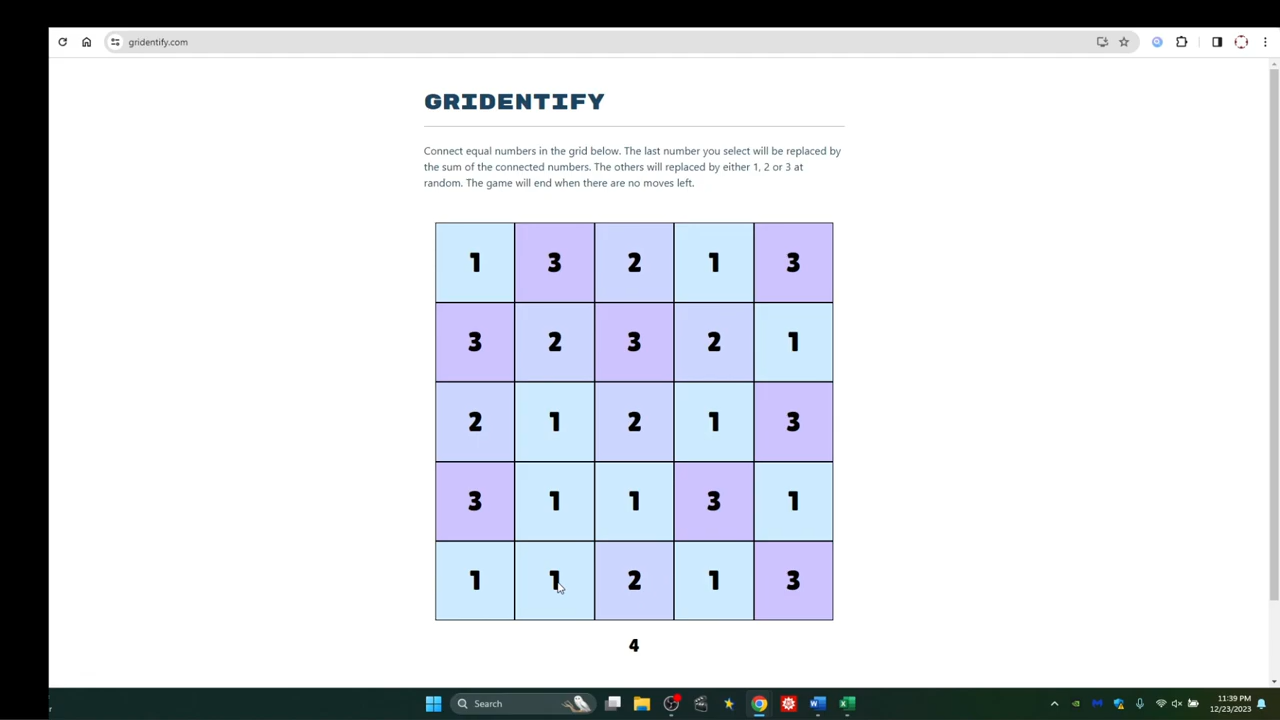 gridentify.com
GRIDENTIFY
Connect equal numbers in the grid below. The last number you select will be replaced by
the sum of the connected numbers. The others will replaced by either 1, 2 or 3 at
random. The game will end when there are no moves left.
1 3 2 1 3
3 2 3 2 1
2 1 2 1 3
3 1 1 3 1
1 1 2 1 3
4
Search
11:39 PM
12/23/2023